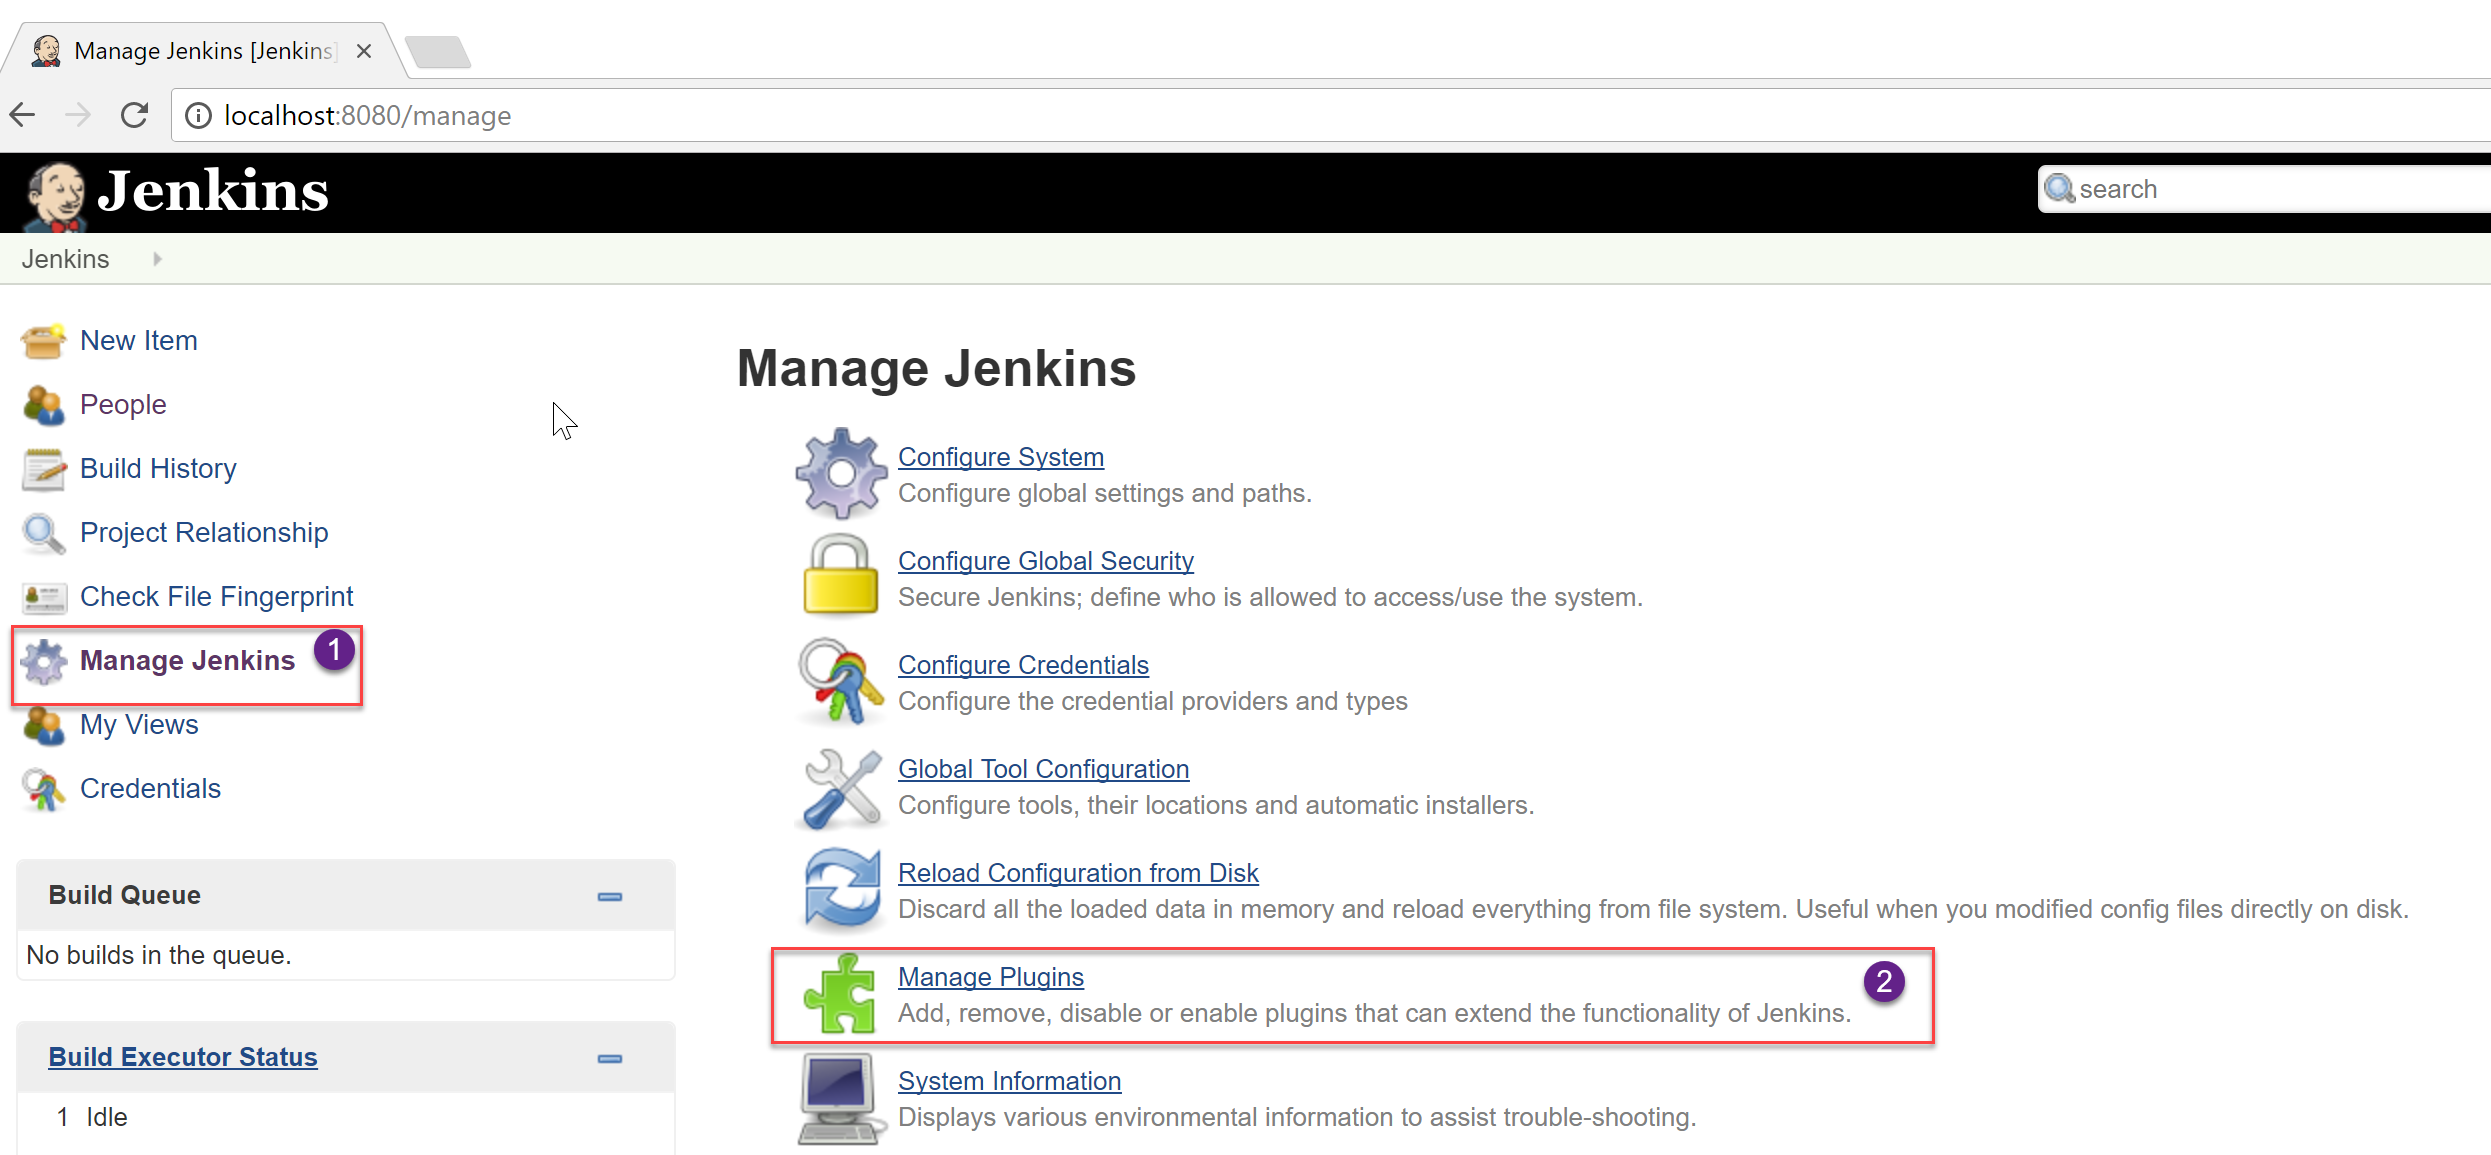 Manage Jenkins [Jenkins]
localhost:8080/manage
Jenkins
search
Jenkins
New Item
People
Build History
Project Relationship
Check File Fingerprint
Manage Jenkins 1
My Views
Credentials
Build Queue
No builds in the queue.
Build Executor Status
1 Idle
Manage Jenkins
Configure System
Configure global settings and paths.
Configure Global Security
Secure Jenkins; define who is allowed to access/use the system.
Configure Credentials
Configure the credential providers and types
Global Tool Configuration
Configure tools, their locations and automatic installers.
Reload Configuration from Disk
Discard all the loaded data in memory and reload everything from file system. Useful when you modified config files directly on disk.
Manage Plugins 2
Add, remove, disable or enable plugins that can extend the functionality of Jenkins.
System Information
Displays various environmental information to assist trouble-shooting.